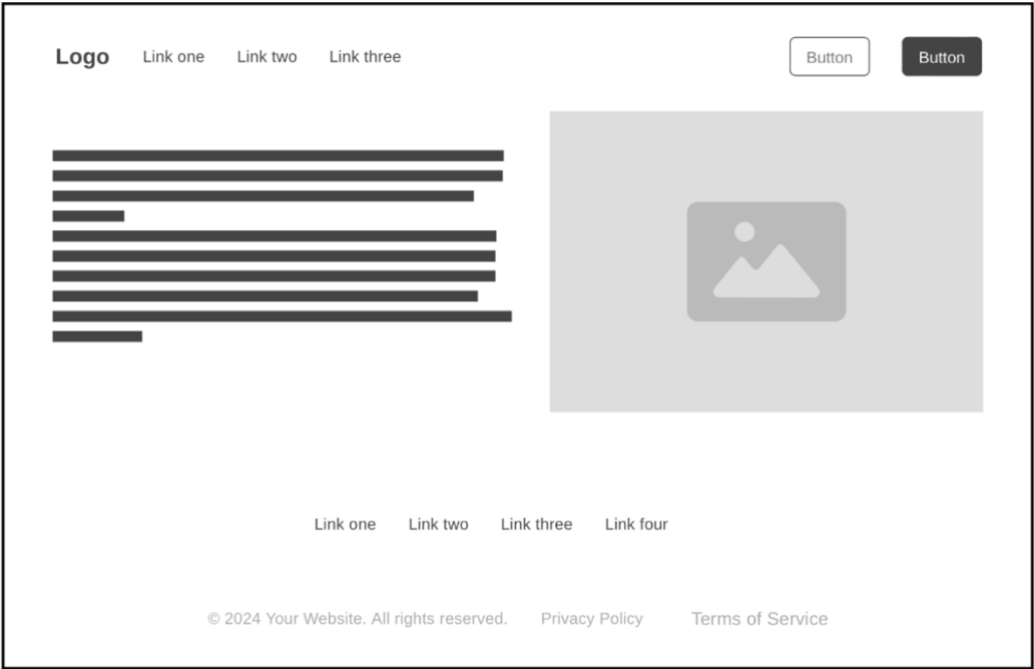 Logo Link one Link two Link three Button Button
Link one Link two Link three Link four
© 2024 Your Website. All rights reserved. Privacy Policy Terms of Service